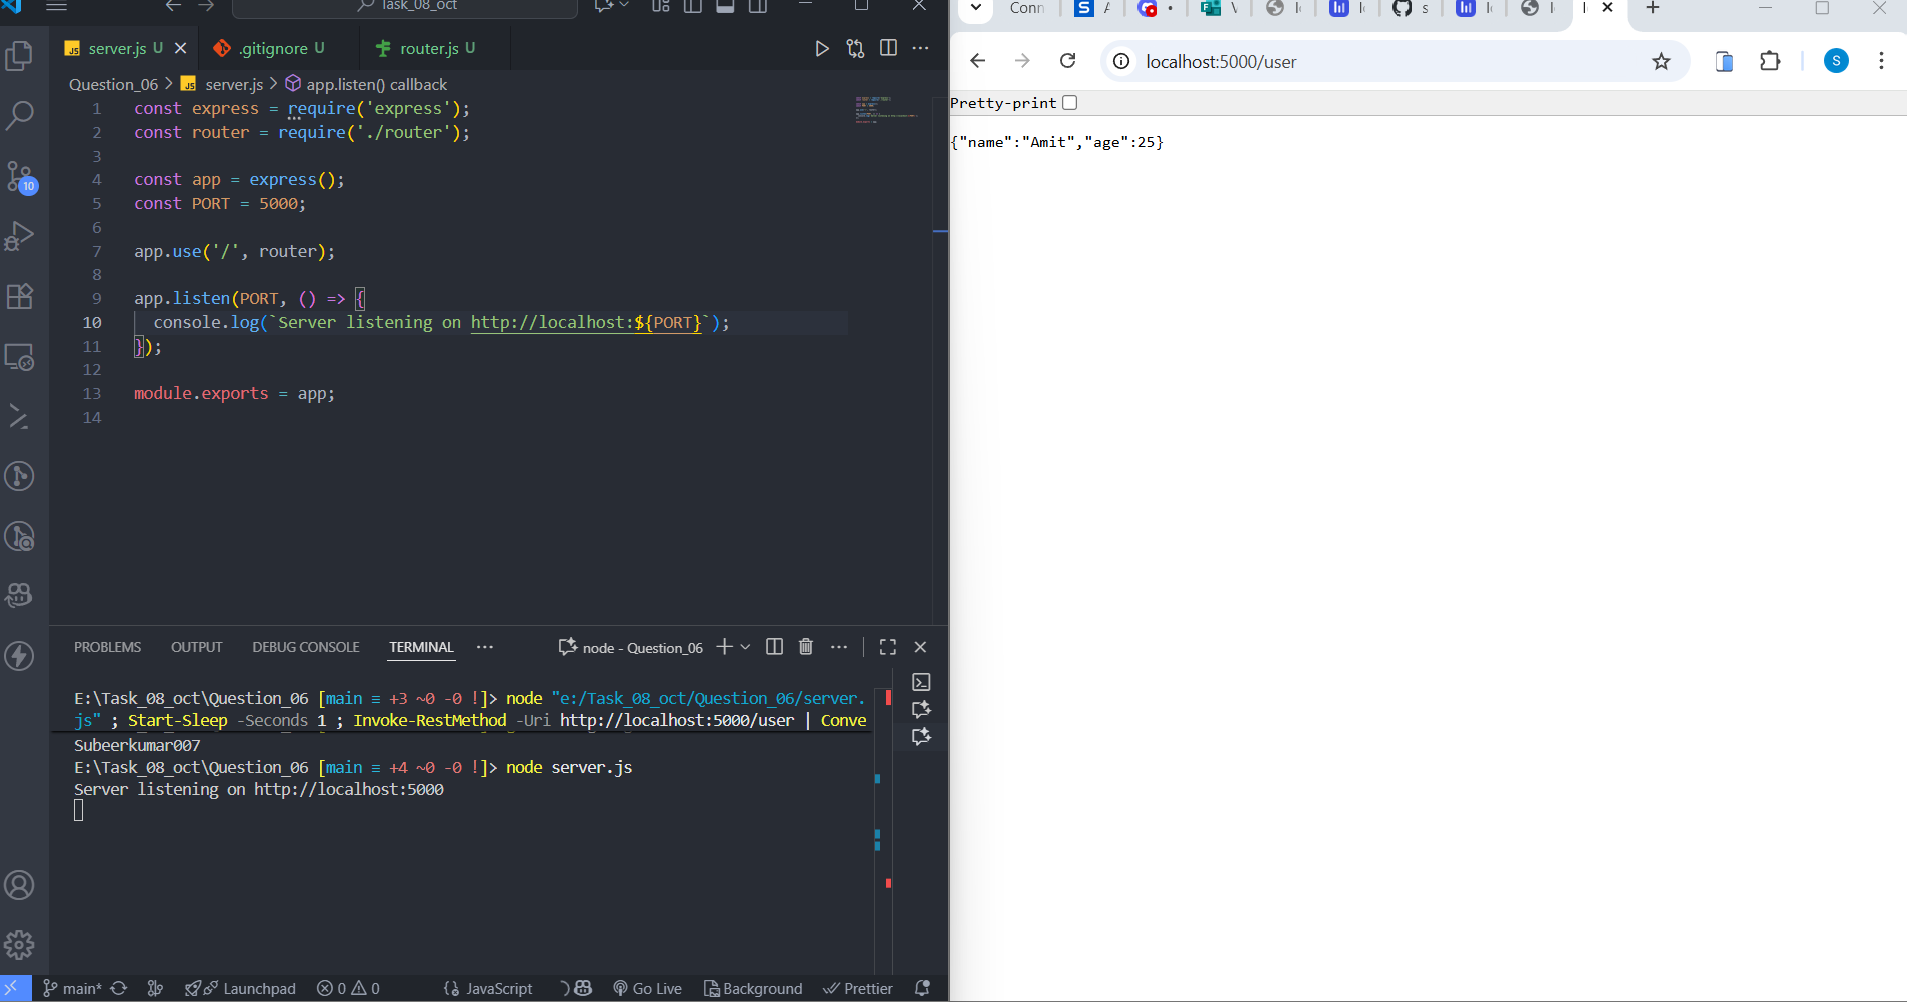 Task_08_oct
server.js U
.gitignore U
router.js U
Question_06 > server.js > app.listen() callback
1 const express = require('express');
2 const router = require('./router');
3
4 const app = express();
5 const PORT = 5000;
6
7 app.use('/', router);
8
9 app.listen(PORT, () => {
10 console.log(`Server listening on http://localhost:${PORT}`);
11 });
12
13 module.exports = app;
14
10
PROBLEMS OUTPUT DEBUG CONSOLE TERMINAL ... node - Question_06
E:\Task_08_oct\Question_06 [main ≡ +3 ~0 -0 !]> node "e:/Task_08_oct/Question_06/server.
js" ; Start-Sleep -Seconds 1 ; Invoke-RestMethod -Uri http://localhost:5000/user | Conve
Subeerkumar007
E:\Task_08_oct\Question_06 [main ≡ +4 ~0 -0 !]> node server.js
Server listening on http://localhost:5000
main* Launchpad 0 0 JavaScript Go Live Background Prettier
Conn
localhost:5000/user
S
Pretty-print
{"name":"Amit","age":25}